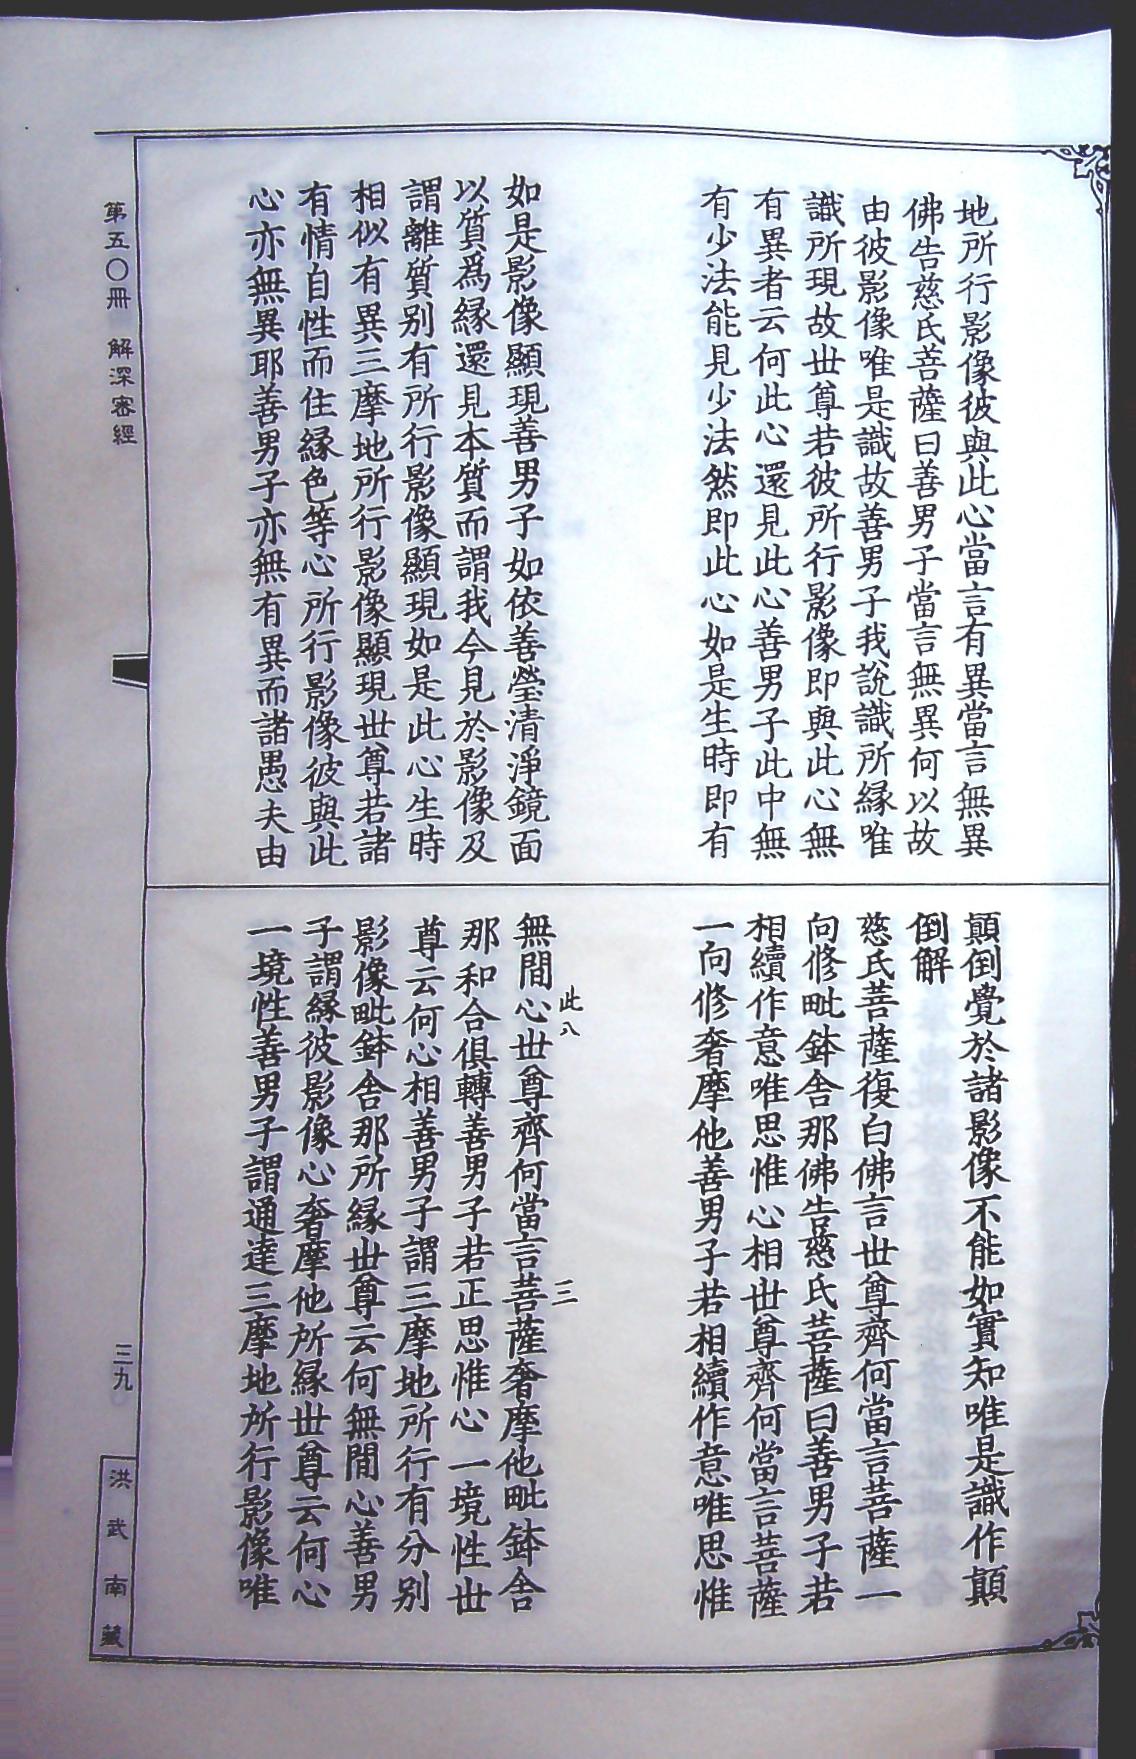 地所行影像彼與此心當言有異當言無異
佛告慈氏菩薩曰善男子當言無異何以故
由彼影像唯是識故善男子我說識所緣唯
識所現故世尊若彼所行影像即與此心無
有異者云何此心還見此心善男子此中無
有少法能見少法然即此心如是生時即有
如是影像顯現善男子如依善瑩清淨鏡面
以質爲緣還見本質而謂我今見於影像及
謂離質別有所行影像顯現如是此心生時
相似有異三摩地所行影像顯現世尊若諸
有情自性而住緣色等心所行影像彼與此
心亦無異耶善男子亦無有異而諸愚夫由
顛倒覺於諸影像不能如實知唯是識作顛
倒解
慈氏菩薩復白佛言世尊齊何當言菩薩一
向修毗鉢舍那佛告慈氏菩薩曰善男子若
相續作意唯思惟心相世尊齊何當言菩薩
一向修奢摩他善男子若相續作意唯思惟
此八
三
無間心世尊齊何當言菩薩奢摩他毗鉢舍
那和合俱轉善男子若正思惟心一境性世
尊云何心相善男子謂三摩地所行有分別
影像毗鉢舍那所緣世尊云何無間心善男
子謂緣彼影像心奢摩他所緣世尊云何心
一境性善男子謂通達三摩地所行影像唯
第五〇冊 解深密經
三九
洪武南藏